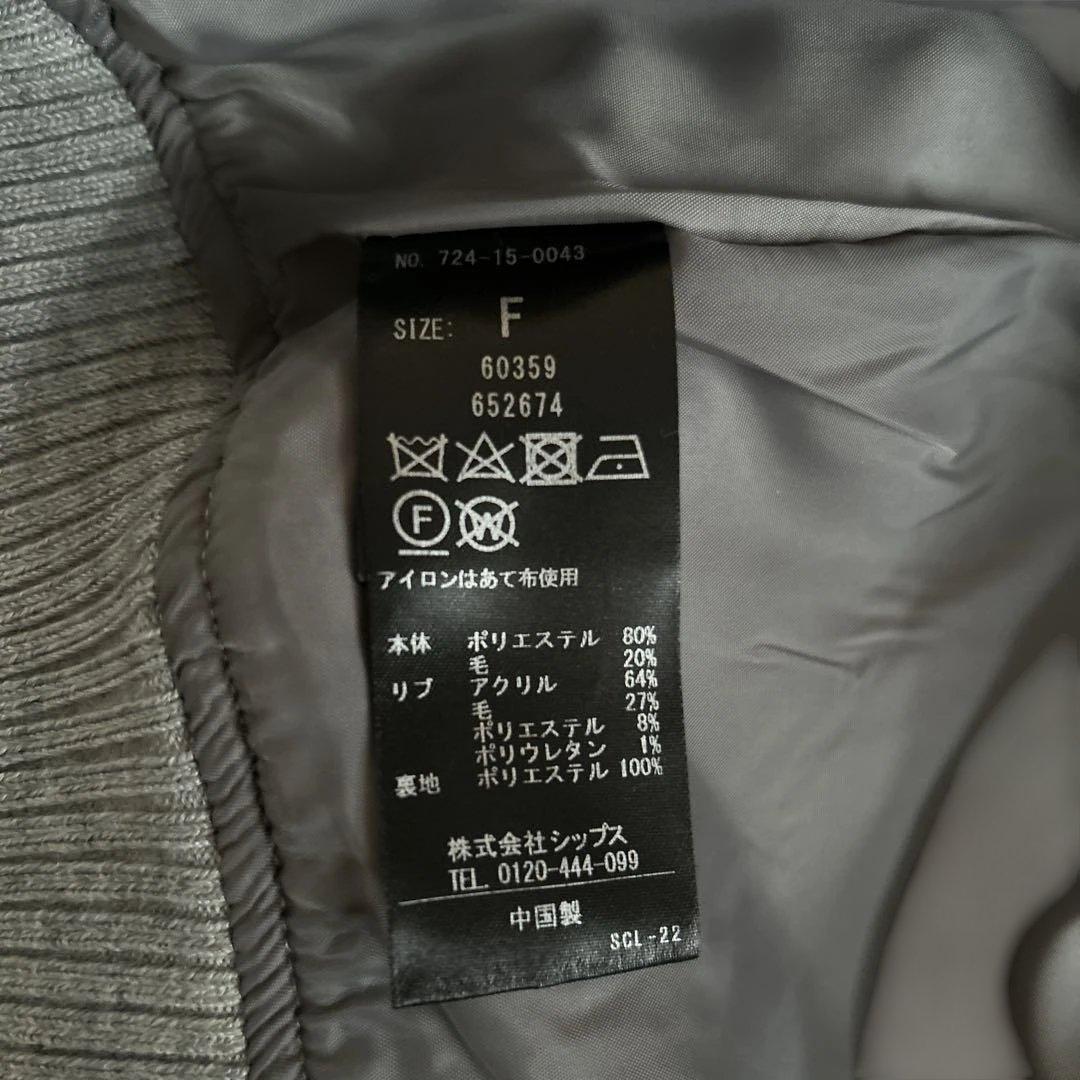 NO. 724-15-0043
SIZE: F
60359
652674
F W
アイロンはあて布使用
本体 ポリエステル 80%
毛 20%
リブ アクリル 64%
毛 27%
ポリエステル 8%
ポリウレタン 1%
裏地 ポリエステル 100%
株式会社シップス
TEL. 0120-444-099
中国製
SCL-22